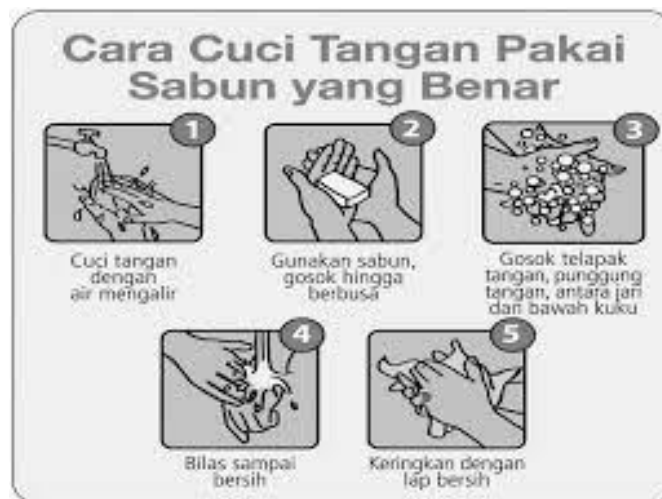 Cara Cuci Tangan Pakai
Sabun yang Benar
1
2
3
Cuci tangan
dengan
air mengalir
Gunakan sabun,
gosok hingga
berbusa
Gosok telapak
tangan, punggung
tangan, antara jari
dan bawah kuku
4
5
Bilas sampai
bersih
Keringkan dengan
lap bersih